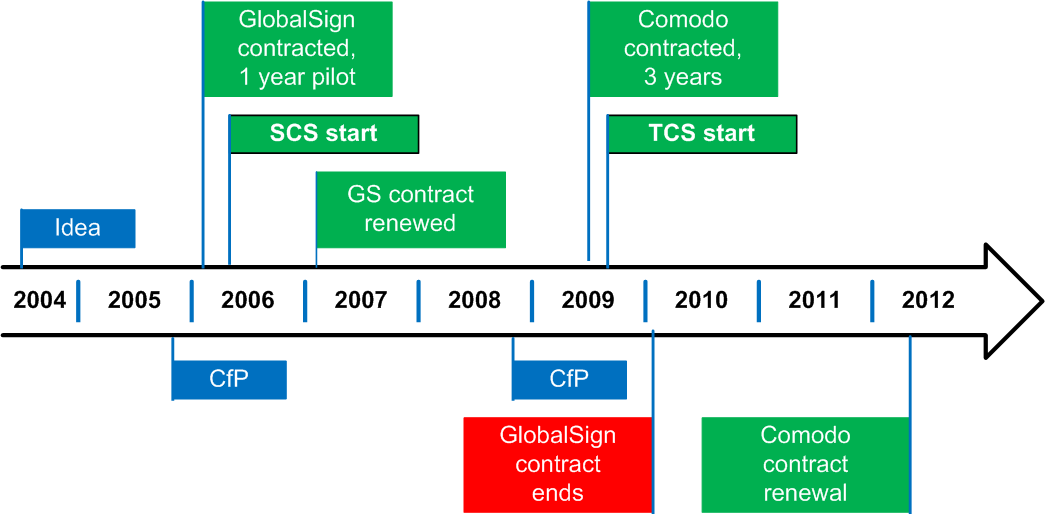 GlobalSign
contracted,
1 year pilot
Comodo
contracted,
3 years
SCS start
TCS start
GS contract
renewed
Idea
2004 2005 2006 2007 2008 2009 2010 2011 2012
CfP
CfP
GlobalSign
contract
ends
Comodo
contract
renewal